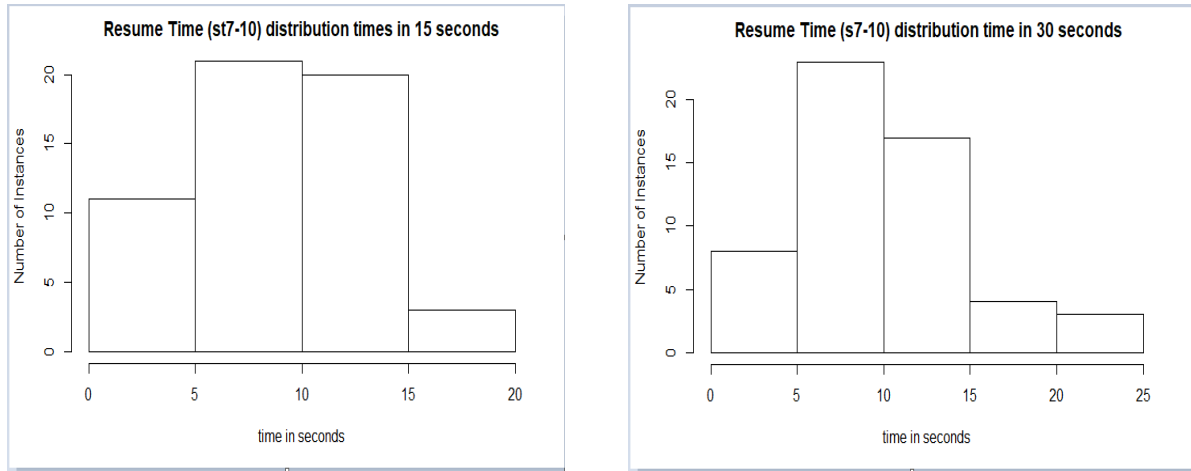 Resume Time (st7-10) distribution times in 15 seconds
Number of Instances
20
15
10
5
0
0 5 10 15 20
time in seconds
Resume Time (s7-10) distribution time in 30 seconds
Number of Instances
20
15
10
5
0
0 5 10 15 20 25
time in seconds